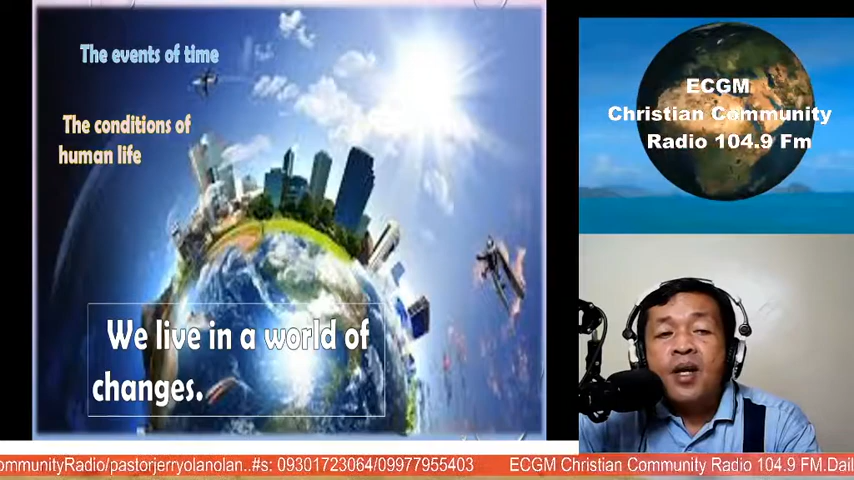 The events of time
The conditions of
human life
We live in a world of
changes.
ECGM
Christian Community
Radio 104.9 Fm
ommunityRadio/pastorjerryolanolan..#s: 09301723064/09977955403 ECGM Christian Community Radio 104.9 FM.Dail